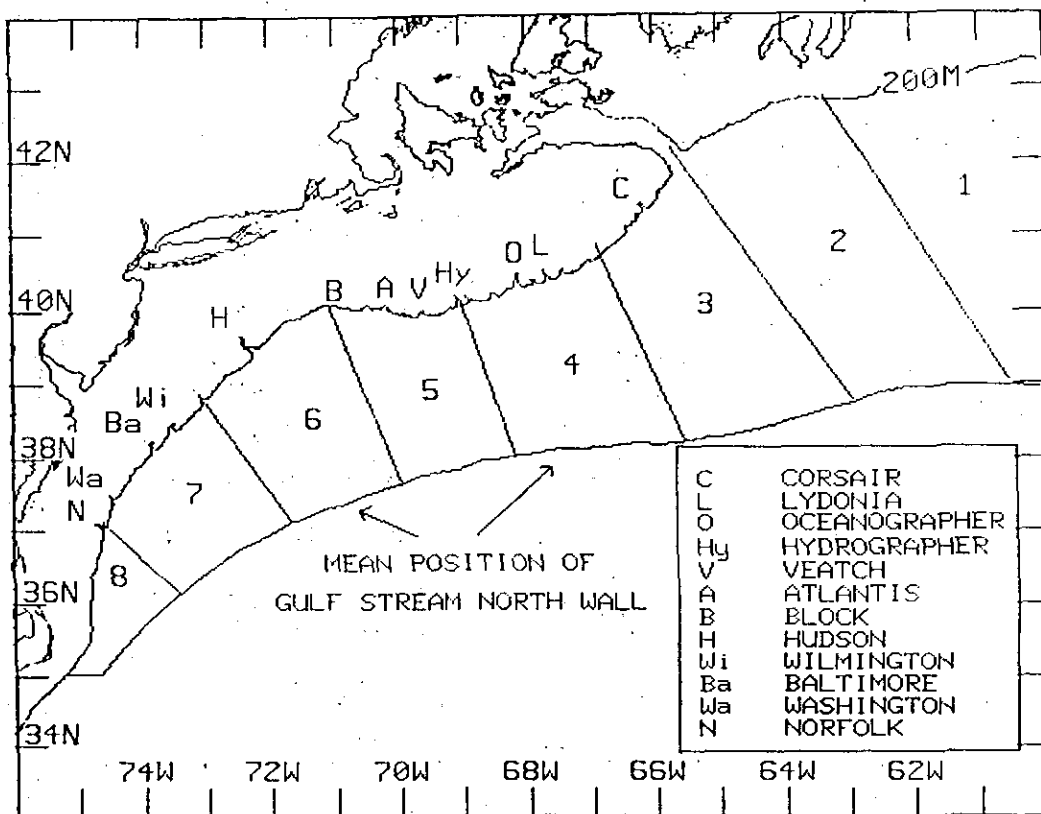 200M
42N
1
C
2
O L
Hy
3
B A V
40N
H
4
5
6
Wi
Ba
38N
Wa
7
N
8
36N
MEAN POSITION OF
GULF STREAM NORTH WALL
C CORSAIR
L LYDONIA
O OCEANOGRAPHER
Hy HYDROGRAPHER
V VEATCH
A ATLANTIS
B BLOCK
H HUDSON
Wi WILMINGTON
Ba BALTIMORE
Wa WASHINGTON
N NORFOLK
34N
74W 72W 70W 68W 66W 64W 62W